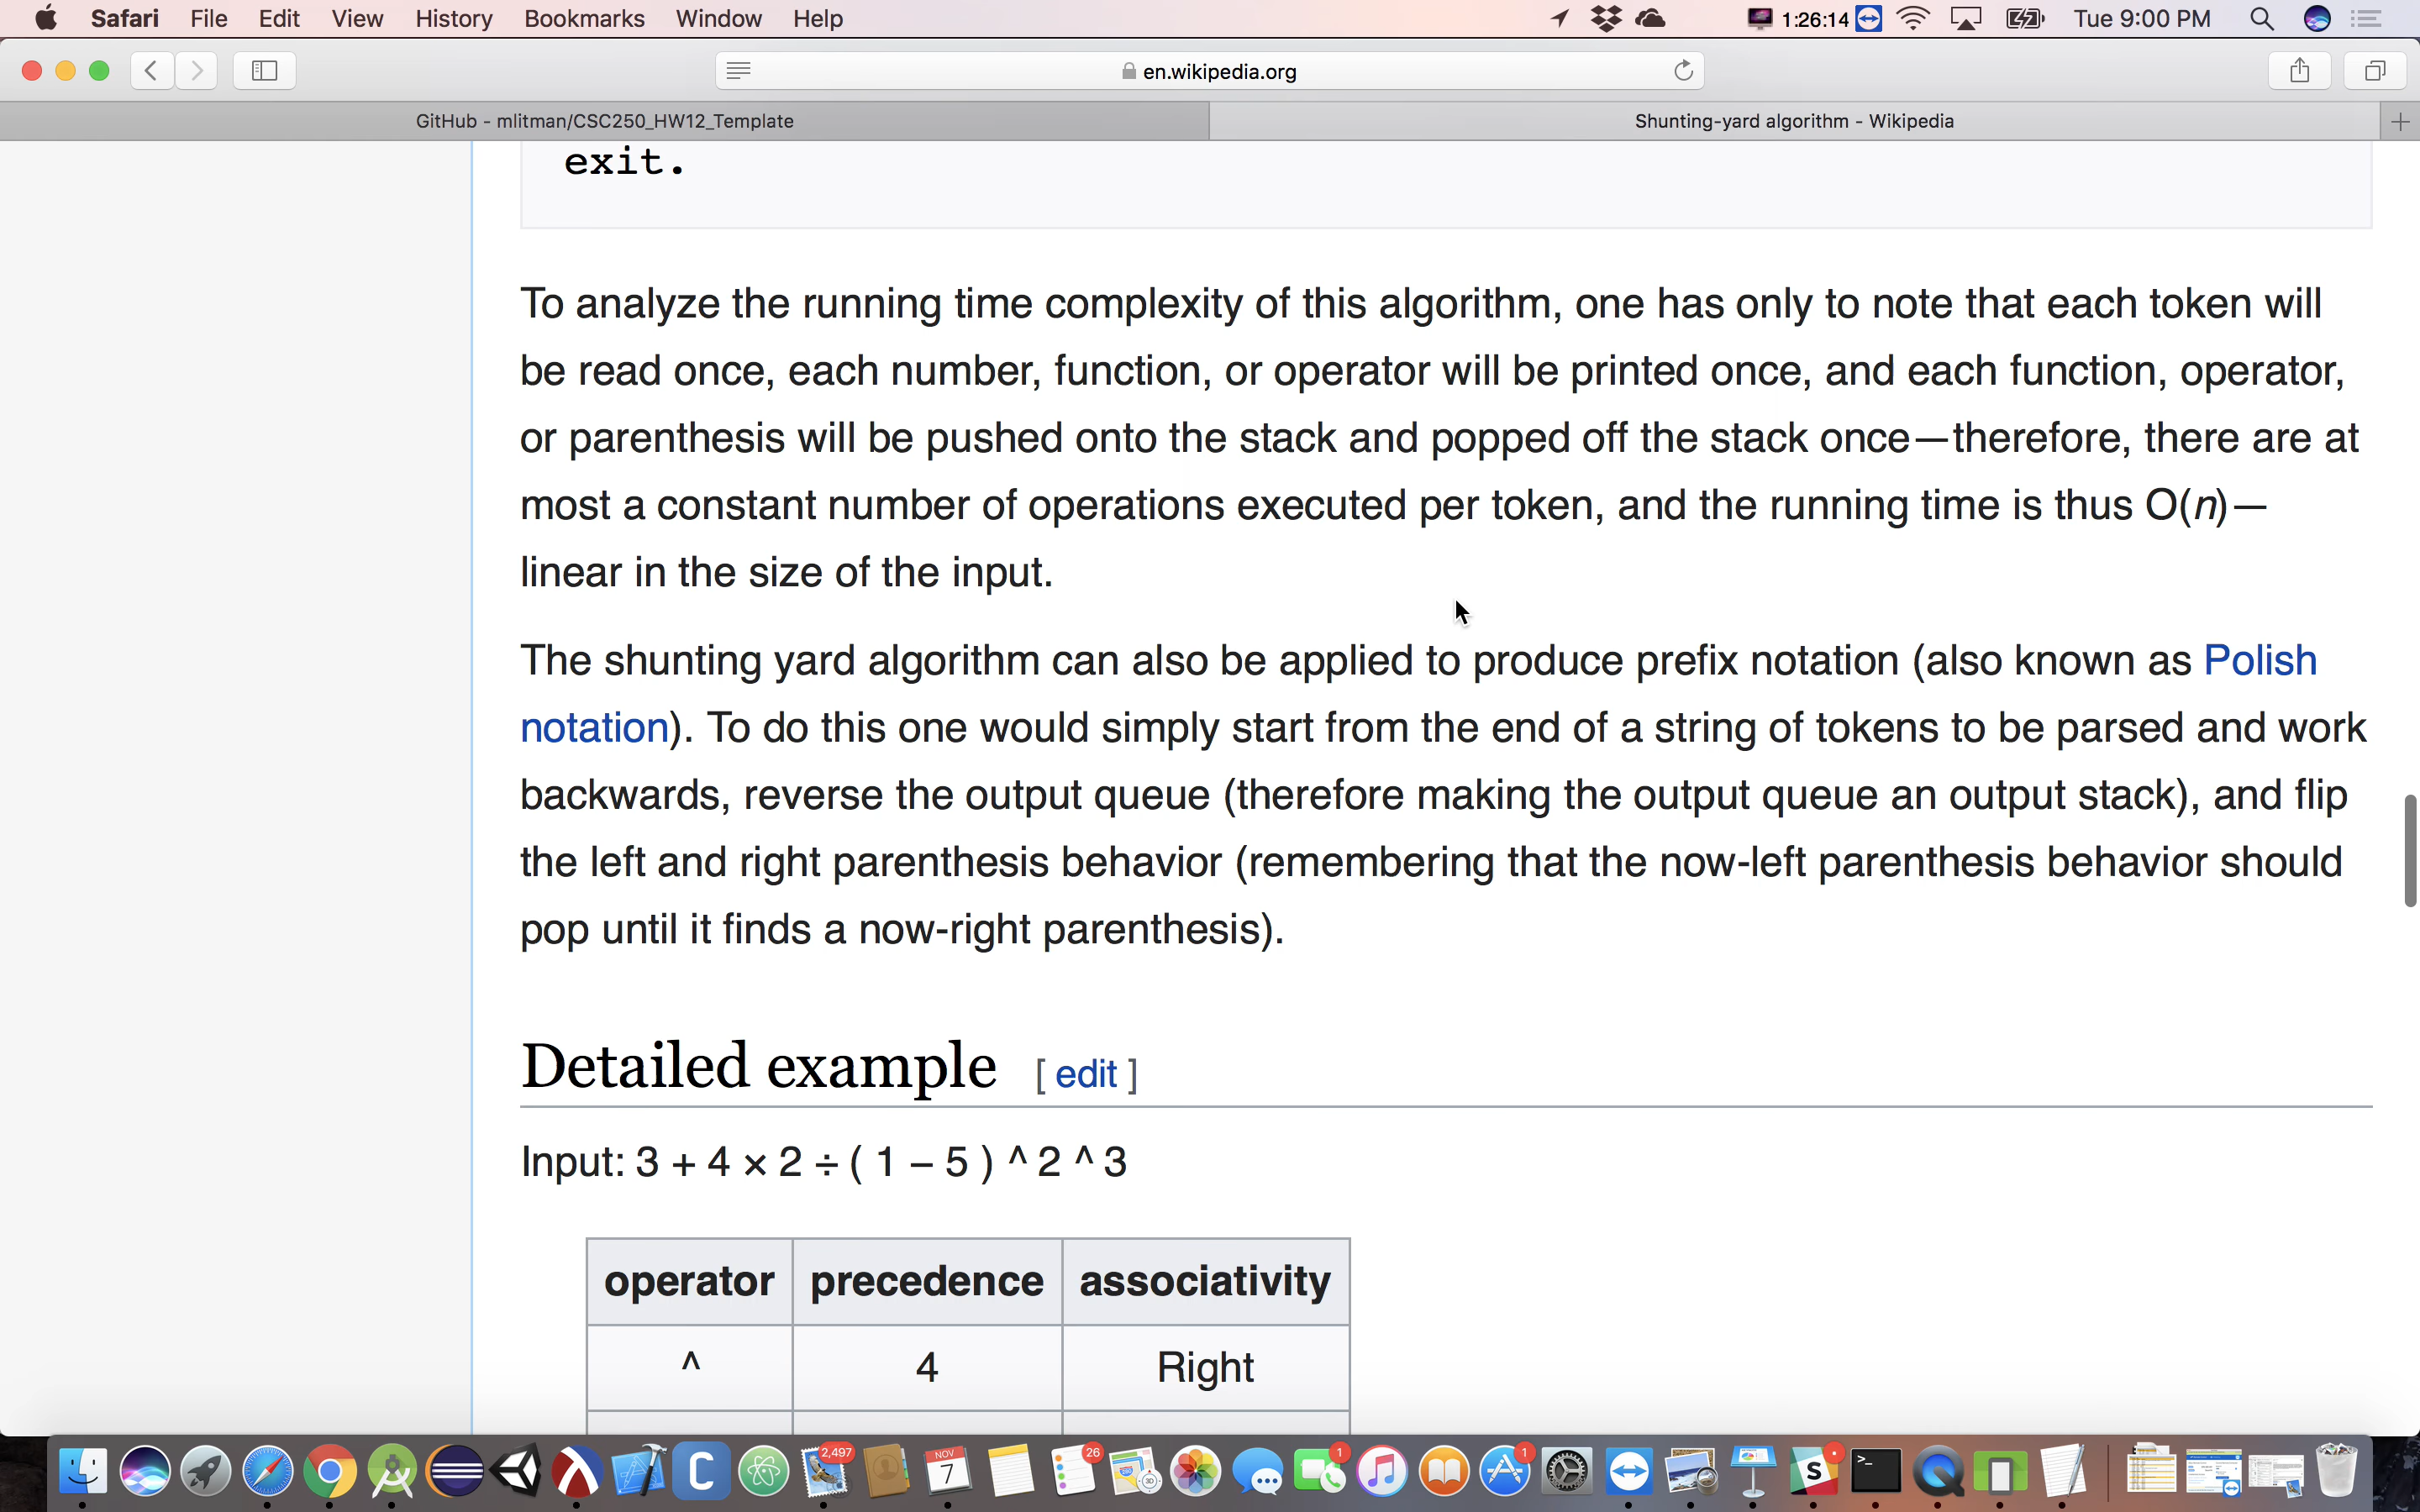 Safari File Edit View History Bookmarks Window Help 1:26:14 Tue 9:00 PM
en.wikipedia.org
GitHub - mlitman/CSC250_HW12_Template
Shunting-yard algorithm - Wikipedia
exit.
To analyze the running time complexity of this algorithm, one has only to note that each token will
be read once, each number, function, or operator will be printed once, and each function, operator,
or parenthesis will be pushed onto the stack and popped off the stack once—therefore, there are at
most a constant number of operations executed per token, and the running time is thus O(n)—
linear in the size of the input.
The shunting yard algorithm can also be applied to produce prefix notation (also known as Polish
notation). To do this one would simply start from the end of a string of tokens to be parsed and work
backwards, reverse the output queue (therefore making the output queue an output stack), and flip
the left and right parenthesis behavior (remembering that the now-left parenthesis behavior should
pop until it finds a now-right parenthesis).
Detailed example [ edit ]
Input: 3 + 4 × 2 ÷ ( 1 − 5 ) ^ 2 ^ 3
operator precedence associativity
^ 4 Right
2,497 NOV 7 26 3D 1 1 S >_